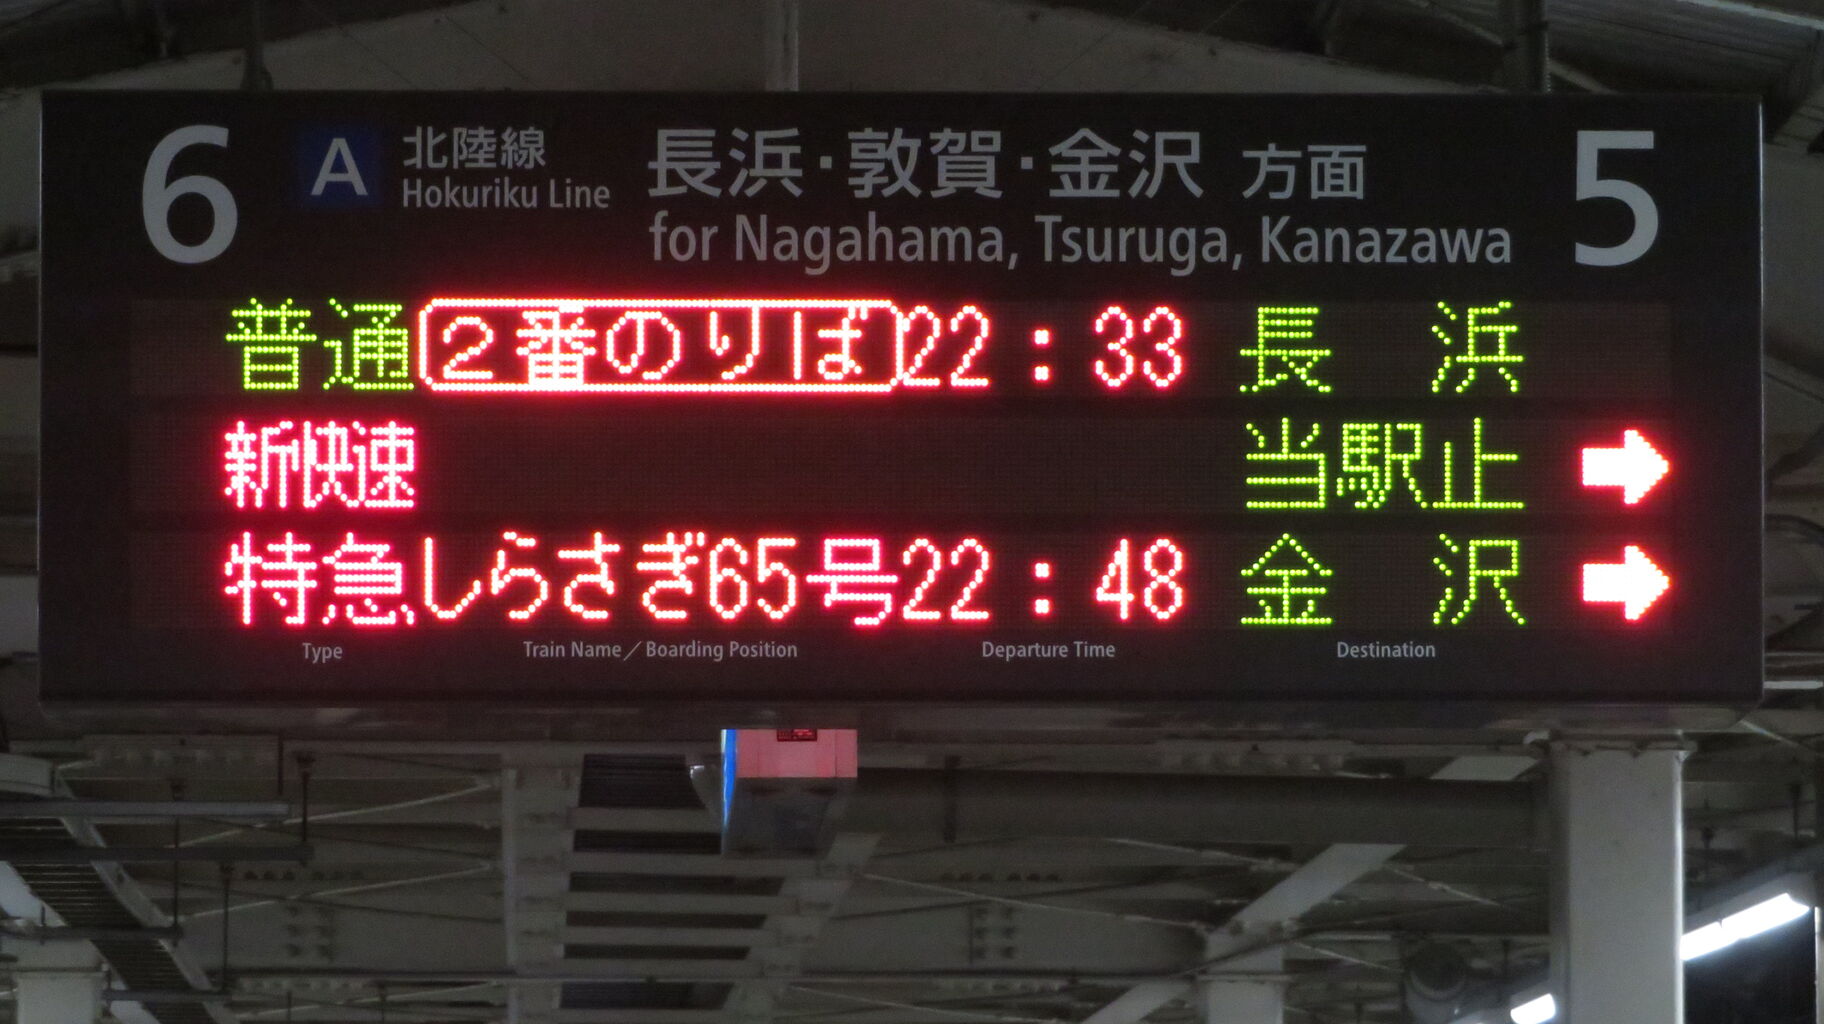 6 A 北陸線 長浜・敦賀・金沢 方面 5
Hokuriku Line for Nagahama, Tsuruga, Kanazawa
普通 2番のりば 22:33 長 浜
新快速 当駅止 →
特急 しらさぎ65号 22:48 金 沢 →
Type Train Name／Boarding Position Departure Time Destination